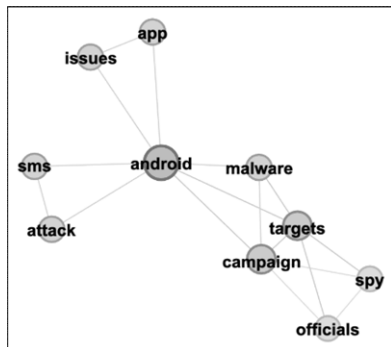 app
issues
sms
android
malware
attack
targets
campaign
spy
officials